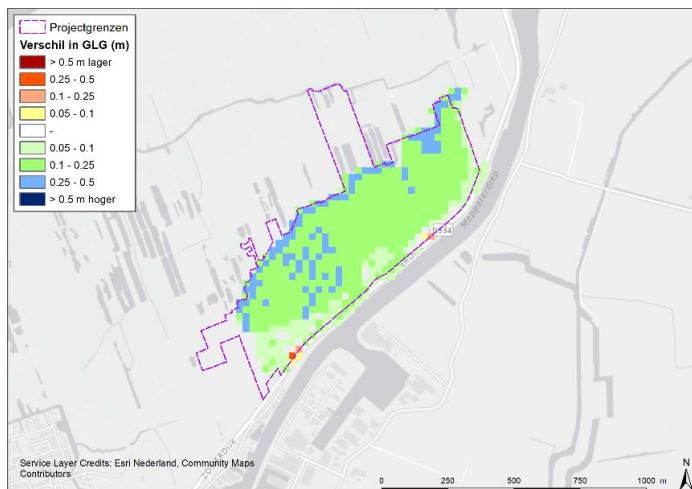 Projectgrenzen
Verschil in GLG (m)
> 0.5 m lager
0.25 - 0.5
0.1 - 0.25
0.05 - 0.1
-
0.05 - 0.1
0.1 - 0.25
0.25 - 0.5
> 0.5 m hoger
N334
Meppelerdiep
ZOMERDIJK
Service Layer Credits: Esri Nederland, Community Maps
Contributors
0 250 500 750 1000 m
N